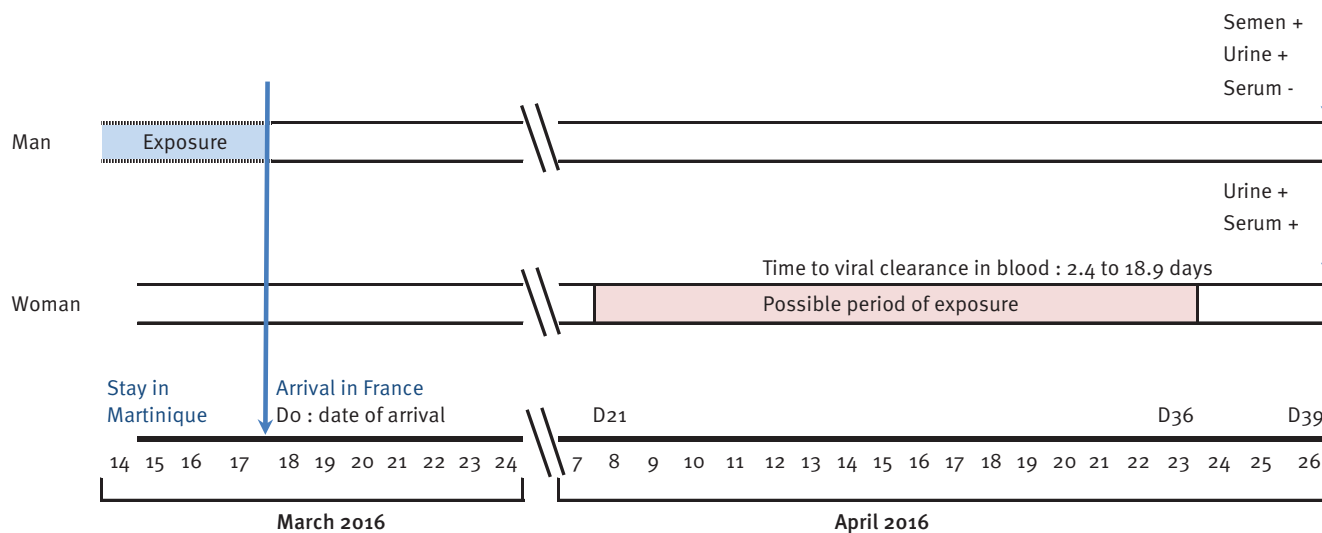 Semen +
Urine +
Serum -
Man
Exposure
Urine +
Serum +
Time to viral clearance in blood : 2.4 to 18.9 days
Woman
Possible period of exposure
Stay in
Martinique
Arrival in France
D0 : date of arrival
D21
D36
D39
14 15 16 17 18 19 20 21 22 23 24 7 8 9 10 11 12 13 14 15 16 17 18 19 20 21 22 23 24 25 26
March 2016
April 2016